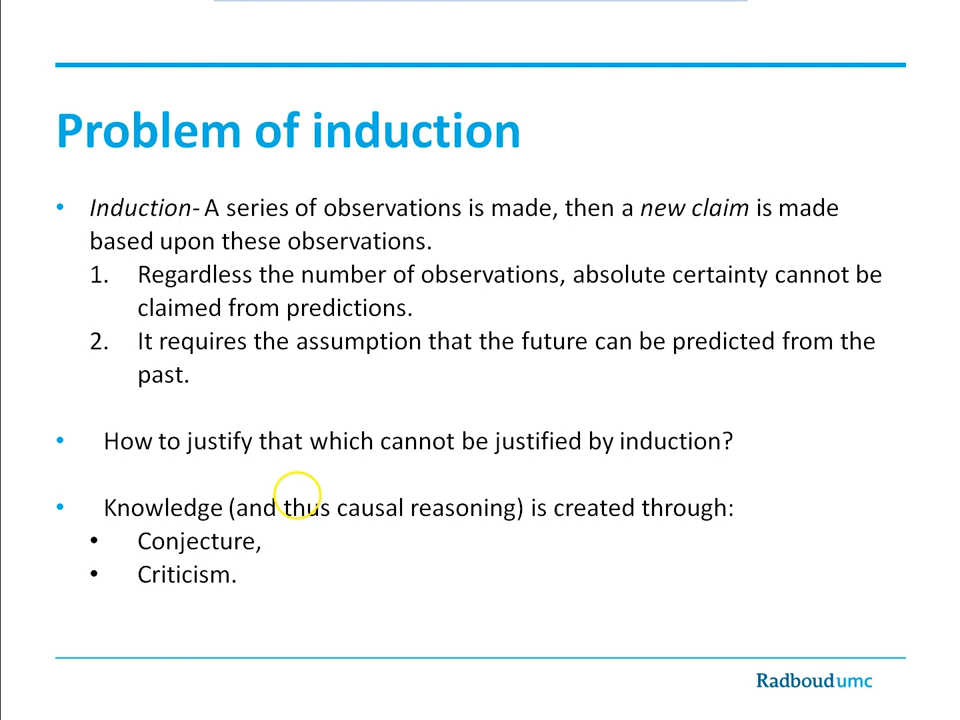 Problem of induction
• Induction- A series of observations is made, then a new claim is made
based upon these observations.
1. Regardless the number of observations, absolute certainty cannot be
claimed from predictions.
2. It requires the assumption that the future can be predicted from the
past.
• How to justify that which cannot be justified by induction?
• Knowledge (and thus causal reasoning) is created through:
• Conjecture,
• Criticism.
Radboudumc